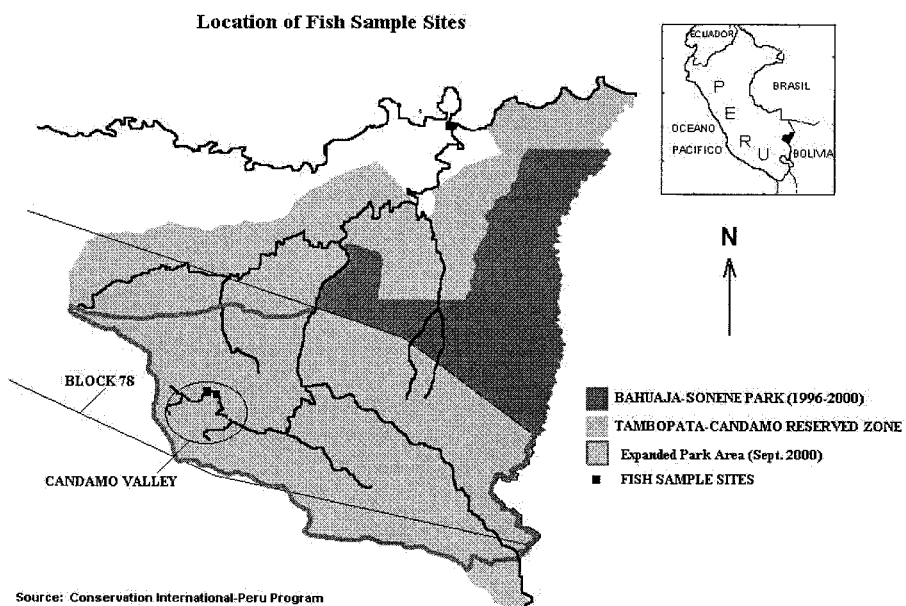 Location of Fish Sample Sites
ECUADOR
BRASIL
P
E
R
U
OCEANO
PACIFICO
BOLIVIA
N
BLOCK 78
CANDAMO VALLEY
BAHUAJA-SONENE PARK (1996-2000)
TAMBOPATA-CANDAMO RESERVED ZONE
Expanded Park Area (Sept. 2000)
FISH SAMPLE SITES
Source: Conservation International-Peru Program